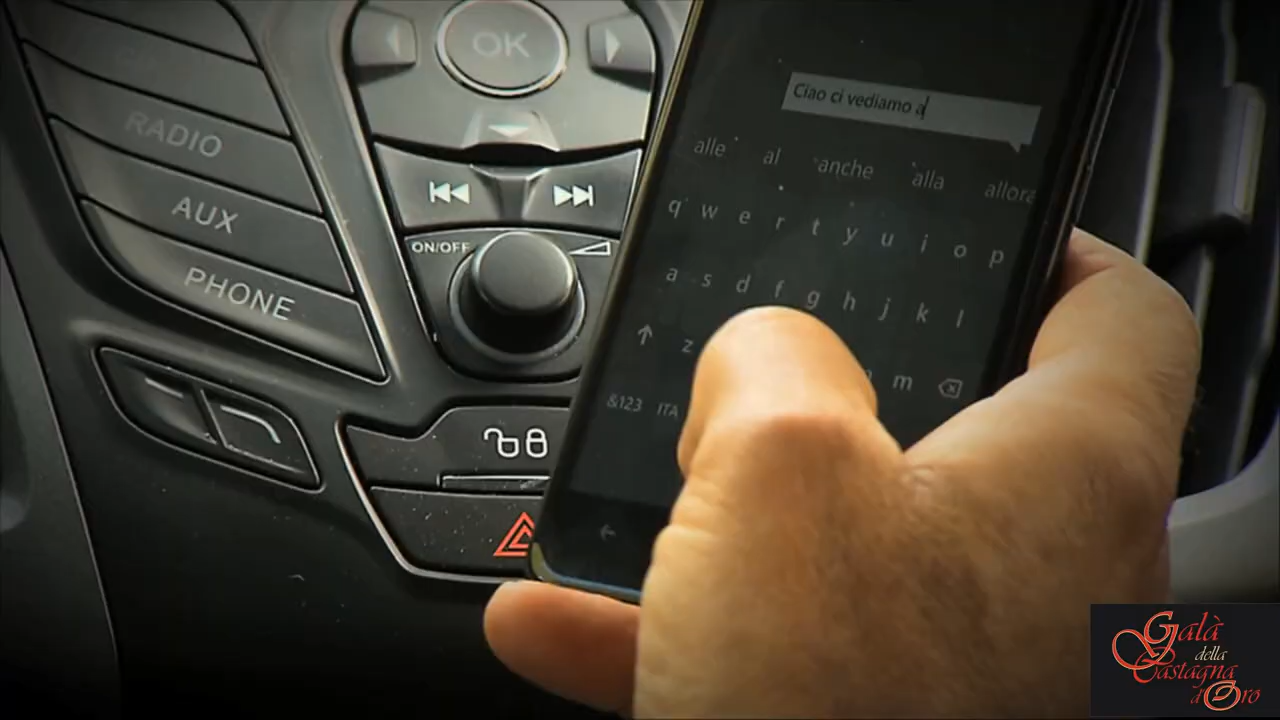 OK
RADIO
AUX
PHONE
ON/OFF
Ciao ci vediamo a
alle al anche alla allora
q w e r t y u i o p
a s d f g h j k l
z m
&123 ITA
Galà
della
Castagna
d'Oro